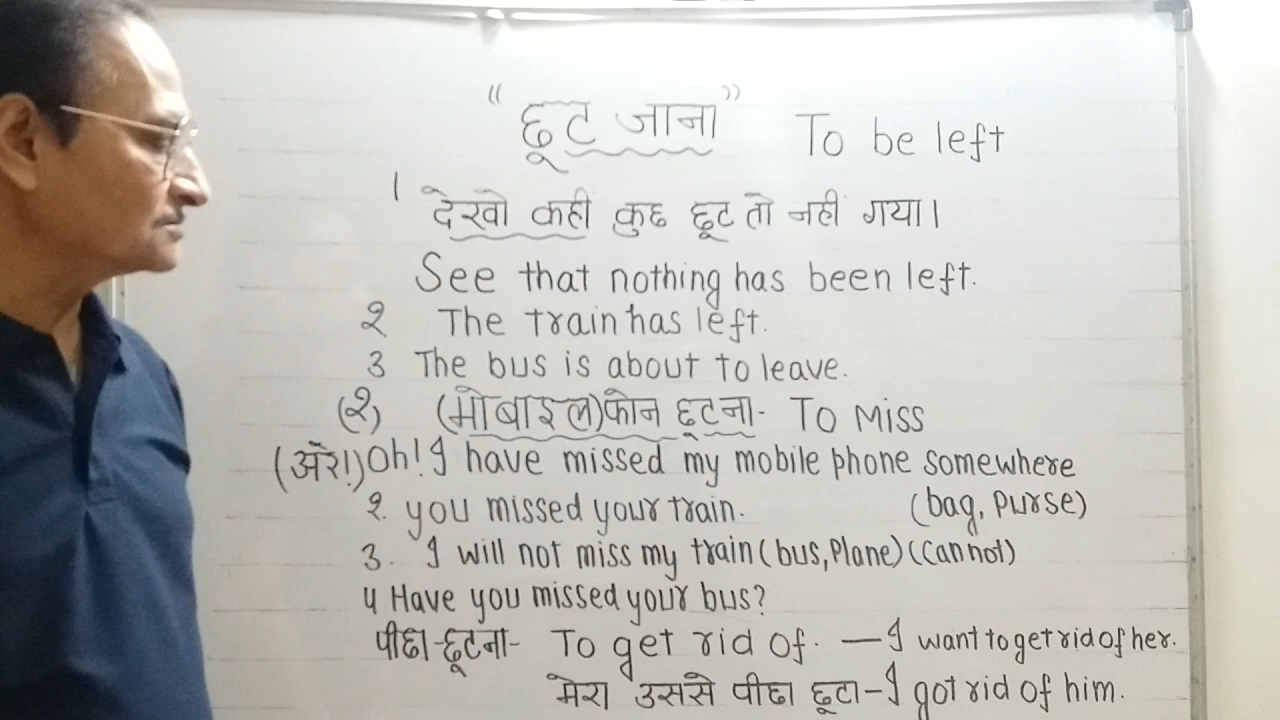 "छूट जाना" To be left
1 देखो कही कुछ छूट तो नही गया।
See that nothing has been left.
२ The train has left.
3 The bus is about to leave.
(२) (मोबाइल)फोन छूटना- To Miss
(अरे!) Oh! I have missed my mobile phone somewhere
२. you missed your train. (bag, Purse)
3. I will not miss my train (bus, Plane) (Cannot)
4 Have you missed your bus?
पीछा-छूटना- To get rid of. — I want to get rid of her.
मेरा उससे पीछा छूटा- I got rid of him.